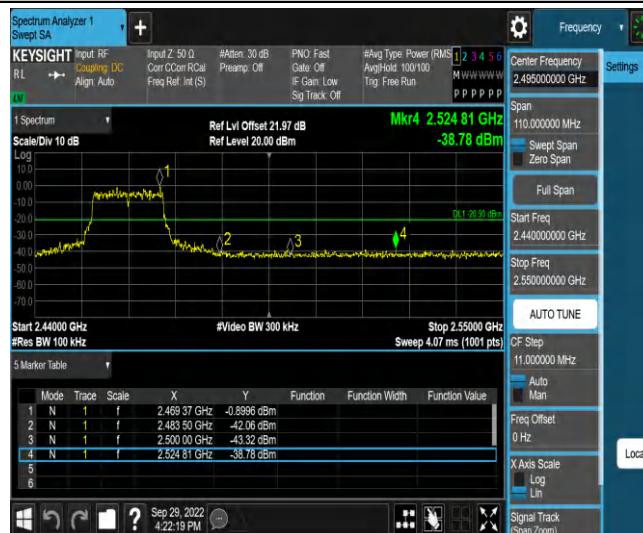 Spectrum Analyzer 1
Swept SA
Frequency
KEYSIGHT Input: RF
RL Coupling: DC
Align: Auto
Input Z: 50 Ω
Corr CCorr RCal
Freq Ref: Int (S)
#Atten: 30 dB
Preamp: Off
PNO: Fast
Gate: Off
IF Gain: Low
Sig Track: Off
#Avg Type: Power (RMS
Avg|Hold: 100/100
Trig: Free Run
1 2 3 4 5 6
M W W W W W
P P P P P P
1 Spectrum
Scale/Div 10 dB
Ref Lvl Offset 21.97 dB
Ref Level 20.00 dBm
Mkr4 2.524 81 GHz
-38.78 dBm
Log
10.0
0.00
-10.0
-20.0
-30.0
-40.0
-50.0
-60.0
-70.0
1
2
3
4
DL1 -20.90 dBm
Start 2.44000 GHz
#Video BW 300 kHz
Stop 2.55000 GHz
#Res BW 100 kHz
Sweep 4.07 ms (1001 pts)
5 Marker Table
Mode Trace Scale X Y Function Function Width Function Value
1 N 1 f 2.469 37 GHz -0.8996 dBm
2 N 1 f 2.483 50 GHz -42.06 dBm
3 N 1 f 2.500 00 GHz -43.32 dBm
4 N 1 f 2.524 81 GHz -38.78 dBm
5
6
Sep 29, 2022
4:22:19 PM
Center Frequency
2.495000000 GHz
Settings
Span
110.000000 MHz
Swept Span
Zero Span
Full Span
Start Freq
2.440000000 GHz
Stop Freq
2.550000000 GHz
AUTO TUNE
CF Step
11.000000 MHz
Auto
Man
Freq Offset
0 Hz
Loca
X Axis Scale
Log
Lin
Signal Track
(Span Zoom)